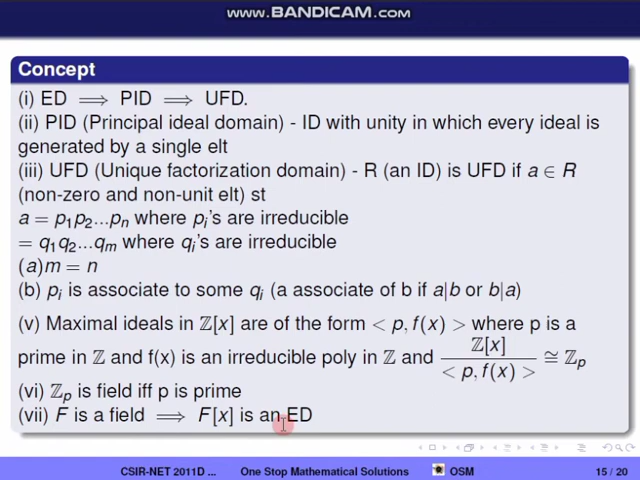 www.BANDICAM.com
Concept
(i) ED ⟹ PID ⟹ UFD.
(ii) PID (Principal ideal domain) - ID with unity in which every ideal is
generated by a single elt
(iii) UFD (Unique factorization domain) - R (an ID) is UFD if a ∈ R
(non-zero and non-unit elt) st
a = p₁p₂...pₙ where pᵢ's are irreducible
= q₁q₂...qₘ where qᵢ's are irreducible
(a)m = n
(b) pᵢ is associate to some qᵢ (a associate of b if a|b or b|a)
(v) Maximal ideals in ℤ[x] are of the form < p, f(x) > where p is a
prime in ℤ and f(x) is an irreducible poly in ℤ and ℤ[x] / < p, f(x) > ≅ ℤₚ
(vi) ℤₚ is field iff p is prime
(vii) F is a field ⟹ F[x] is an ED
CSIR-NET 2011D ... One Stop Mathematical Solutions OSM 15 / 20